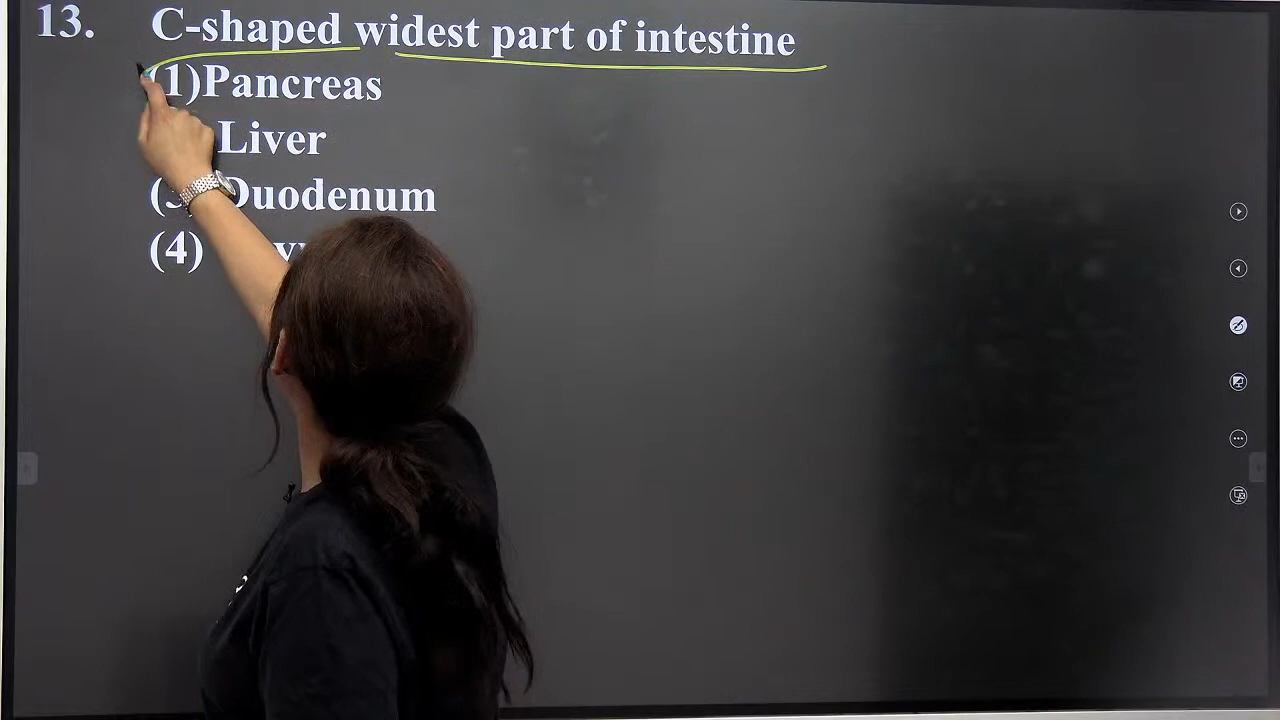 13. C-shaped widest part of intestine
(1)Pancreas
Liver
Duodenum
(4)